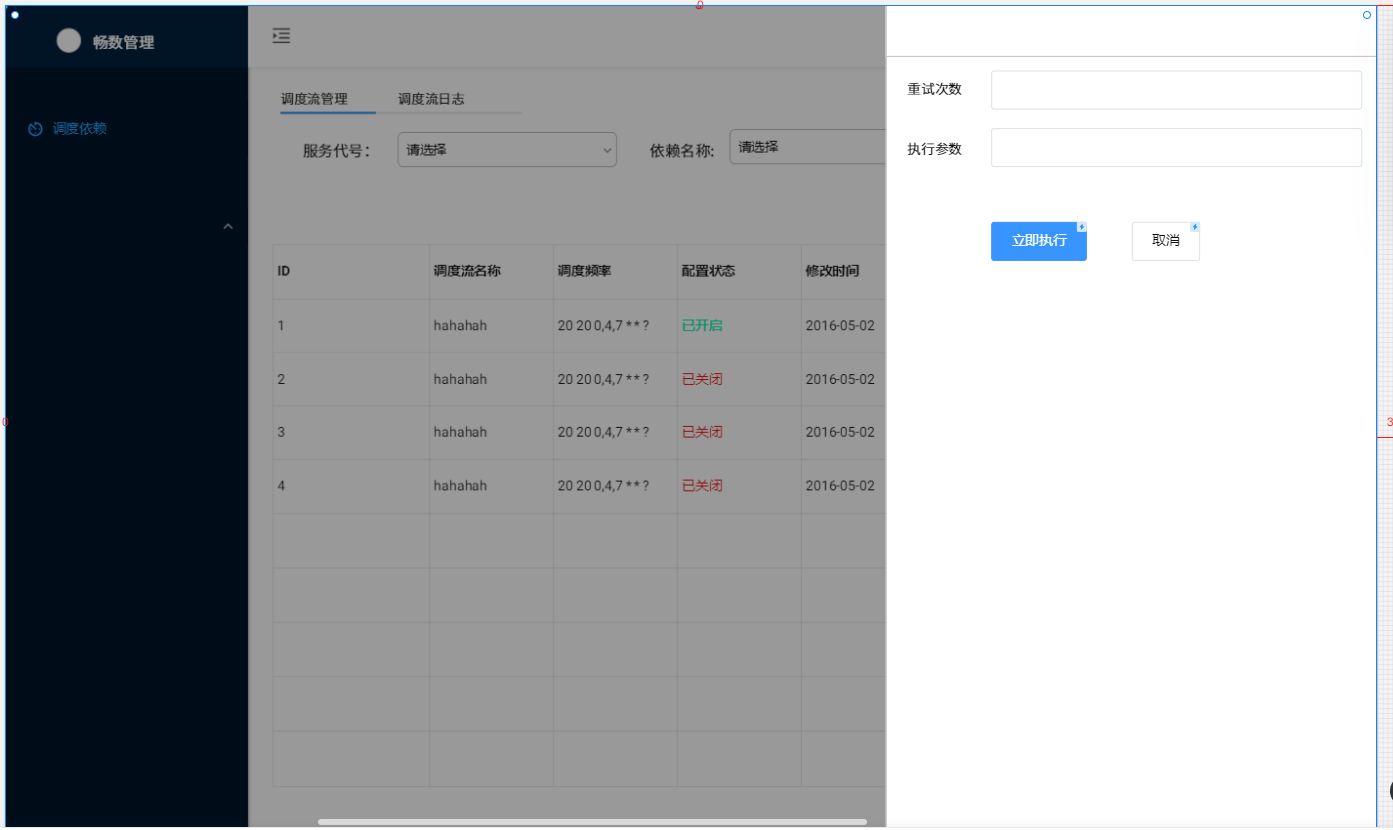 0
畅数管理
调度依赖
调度流管理 调度流日志
服务代号： 请选择 依赖名称: 请选择
ID 调度流名称 调度频率 配置状态 修改时间
1 hahahah 20 20 0,4,7 * * ? 已开启 2016-05-02
2 hahahah 20 20 0,4,7 * * ? 已关闭 2016-05-02
3 hahahah 20 20 0,4,7 * * ? 已关闭 2016-05-02
4 hahahah 20 20 0,4,7 * * ? 已关闭 2016-05-02
重试次数
执行参数
立即执行 取消
0
3